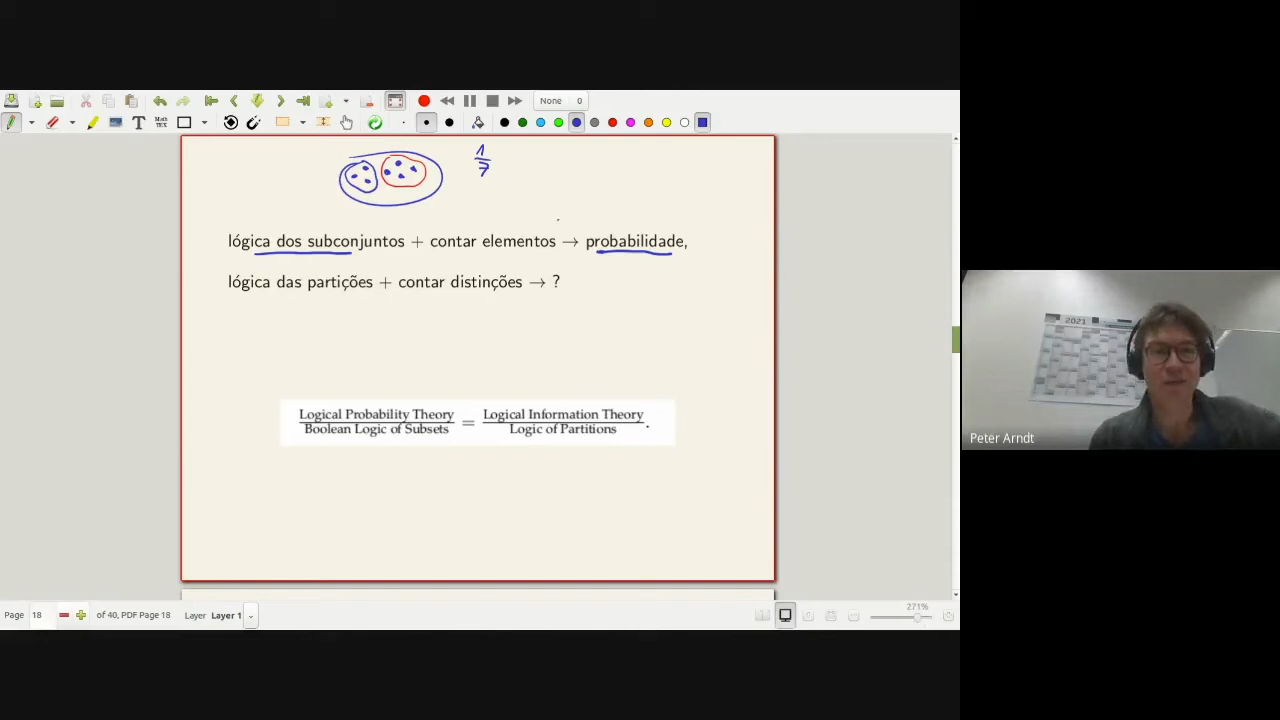 None 0
T Math TEX
1
7
lógica dos subconjuntos + contar elementos → probabilidade,
lógica das partições + contar distinções → ?
Logical Probability Theory
Boolean Logic of Subsets
=
Logical Information Theory
Logic of Partitions
.
2021
Peter Arndt
Page 18 of 40, PDF Page 18 Layer Layer 1
271%